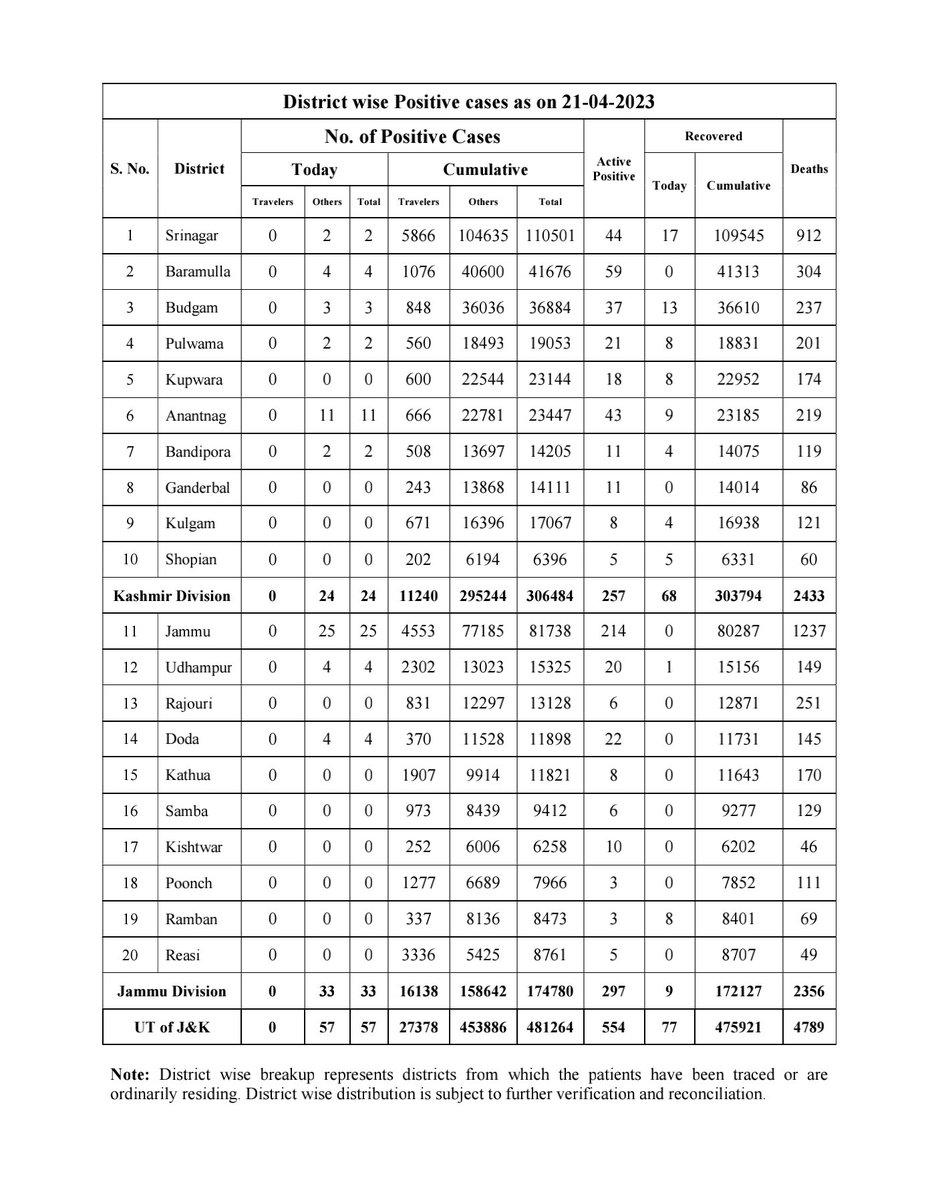 District wise Positive cases as on 21-04-2023
S. No. District No. of Positive Cases Active Positive Recovered Deaths
Today Cumulative Today Cumulative
Travelers Others Total Travelers Others Total
1 Srinagar 0 2 2 5866 104635 110501 44 17 109545 912
2 Baramulla 0 4 4 1076 40600 41676 59 0 41313 304
3 Budgam 0 3 3 848 36036 36884 37 13 36610 237
4 Pulwama 0 2 2 560 18493 19053 21 8 18831 201
5 Kupwara 0 0 0 600 22544 23144 18 8 22952 174
6 Anantnag 0 11 11 666 22781 23447 43 9 23185 219
7 Bandipora 0 2 2 508 13697 14205 11 4 14075 119
8 Ganderbal 0 0 0 243 13868 14111 11 0 14014 86
9 Kulgam 0 0 0 671 16396 17067 8 4 16938 121
10 Shopian 0 0 0 202 6194 6396 5 5 6331 60
Kashmir Division 0 24 24 11240 295244 306484 257 68 303794 2433
11 Jammu 0 25 25 4553 77185 81738 214 0 80287 1237
12 Udhampur 0 4 4 2302 13023 15325 20 1 15156 149
13 Rajouri 0 0 0 831 12297 13128 6 0 12871 251
14 Doda 0 4 4 370 11528 11898 22 0 11731 145
15 Kathua 0 0 0 1907 9914 11821 8 0 11643 170
16 Samba 0 0 0 973 8439 9412 6 0 9277 129
17 Kishtwar 0 0 0 252 6006 6258 10 0 6202 46
18 Poonch 0 0 0 1277 6689 7966 3 0 7852 111
19 Ramban 0 0 0 337 8136 8473 3 8 8401 69
20 Reasi 0 0 0 3336 5425 8761 5 0 8707 49
Jammu Division 0 33 33 16138 158642 174780 297 9 172127 2356
UT of J&K 0 57 57 27378 453886 481264 554 77 475921 4789
Note: District wise breakup represents districts from which the patients have been traced or are
ordinarily residing. District wise distribution is subject to further verification and reconciliation.